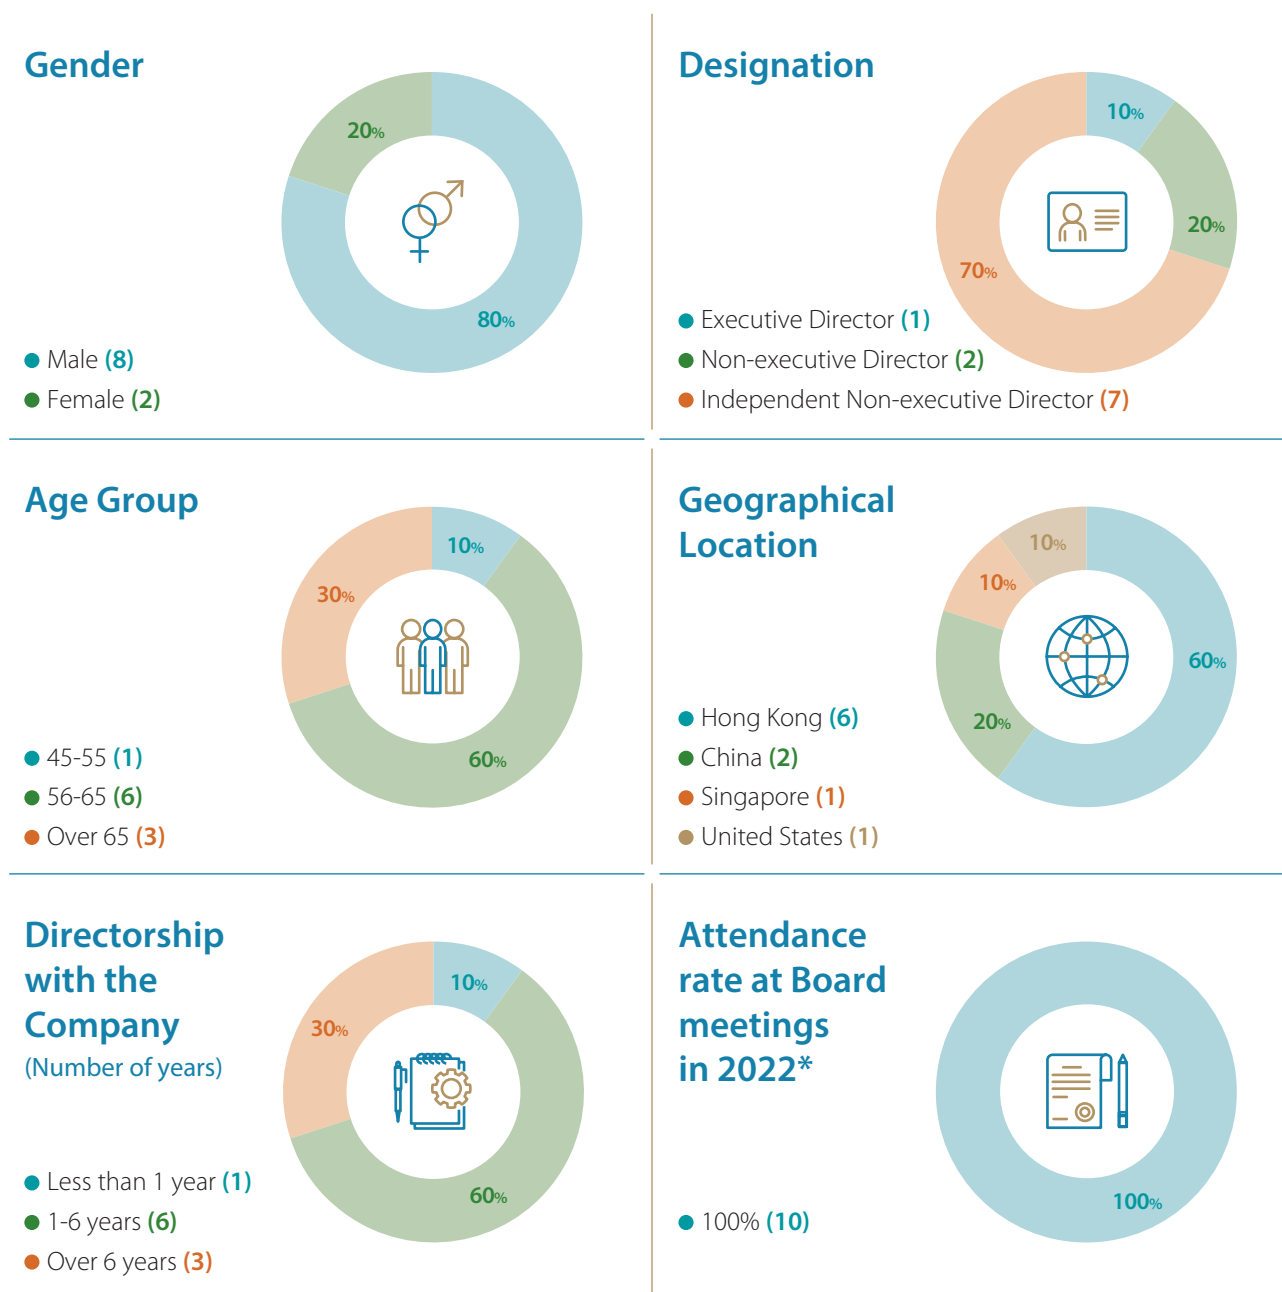 Gender
20%
80%
● Male (8)
● Female (2)
Designation
10%
20%
70%
● Executive Director (1)
● Non-executive Director (2)
● Independent Non-executive Director (7)
Age Group
10%
30%
60%
● 45-55 (1)
● 56-65 (6)
● Over 65 (3)
Geographical
Location
10%
10%
60%
20%
● Hong Kong (6)
● China (2)
● Singapore (1)
● United States (1)
Directorship
with the
Company
(Number of years)
10%
30%
60%
● Less than 1 year (1)
● 1-6 years (6)
● Over 6 years (3)
Attendance
rate at Board
meetings
in 2022*
100%
● 100% (10)